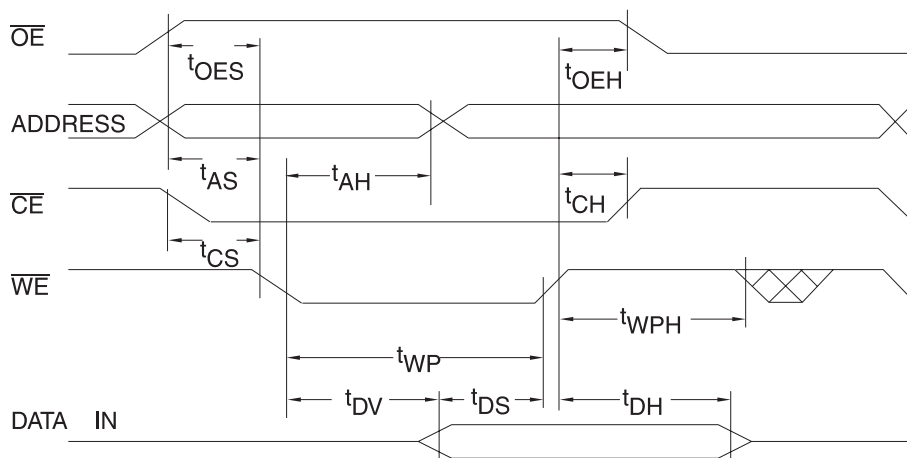 OE
tOES
tOEH
ADDRESS
tAS
tAH
tCH
CE
tCS
WE
tWPH
tWP
tDV
tDS
tDH
DATA IN